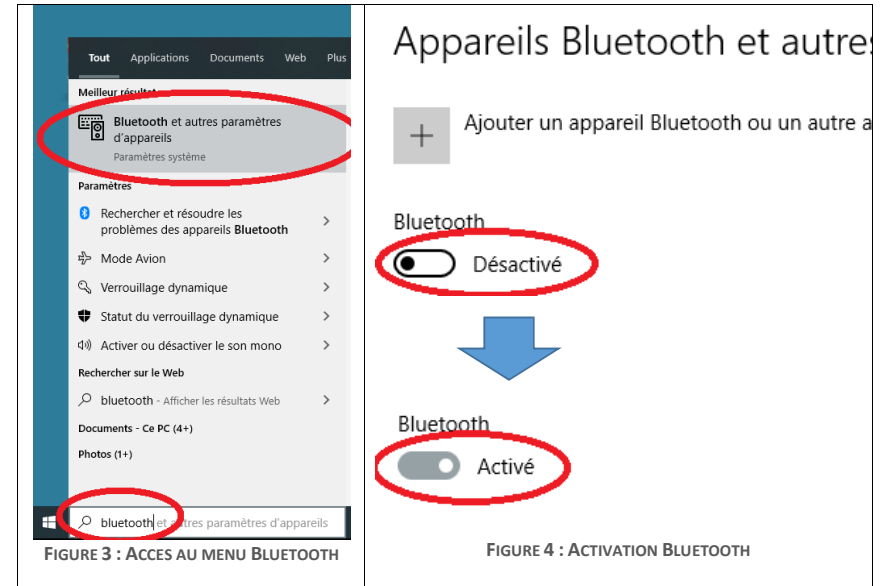 Tout Applications Documents Web Plus
Meilleur résultat
Bluetooth et autres paramètres
d'appareils
Paramètres système
Paramètres
Rechercher et résoudre les
problèmes des appareils Bluetooth
Mode Avion
Verrouillage dynamique
Statut du verrouillage dynamique
Activer ou désactiver le son mono
Rechercher sur le Web
bluetooth - Afficher les résultats Web
Documents - Ce PC (4+)
Photos (1+)
bluetooth et autres paramètres d'appareils
FIGURE 3 : ACCES AU MENU BLUETOOTH
Appareils Bluetooth et autres
Ajouter un appareil Bluetooth ou un autre a
Bluetooth
Désactivé
Bluetooth
Activé
FIGURE 4 : ACTIVATION BLUETOOTH